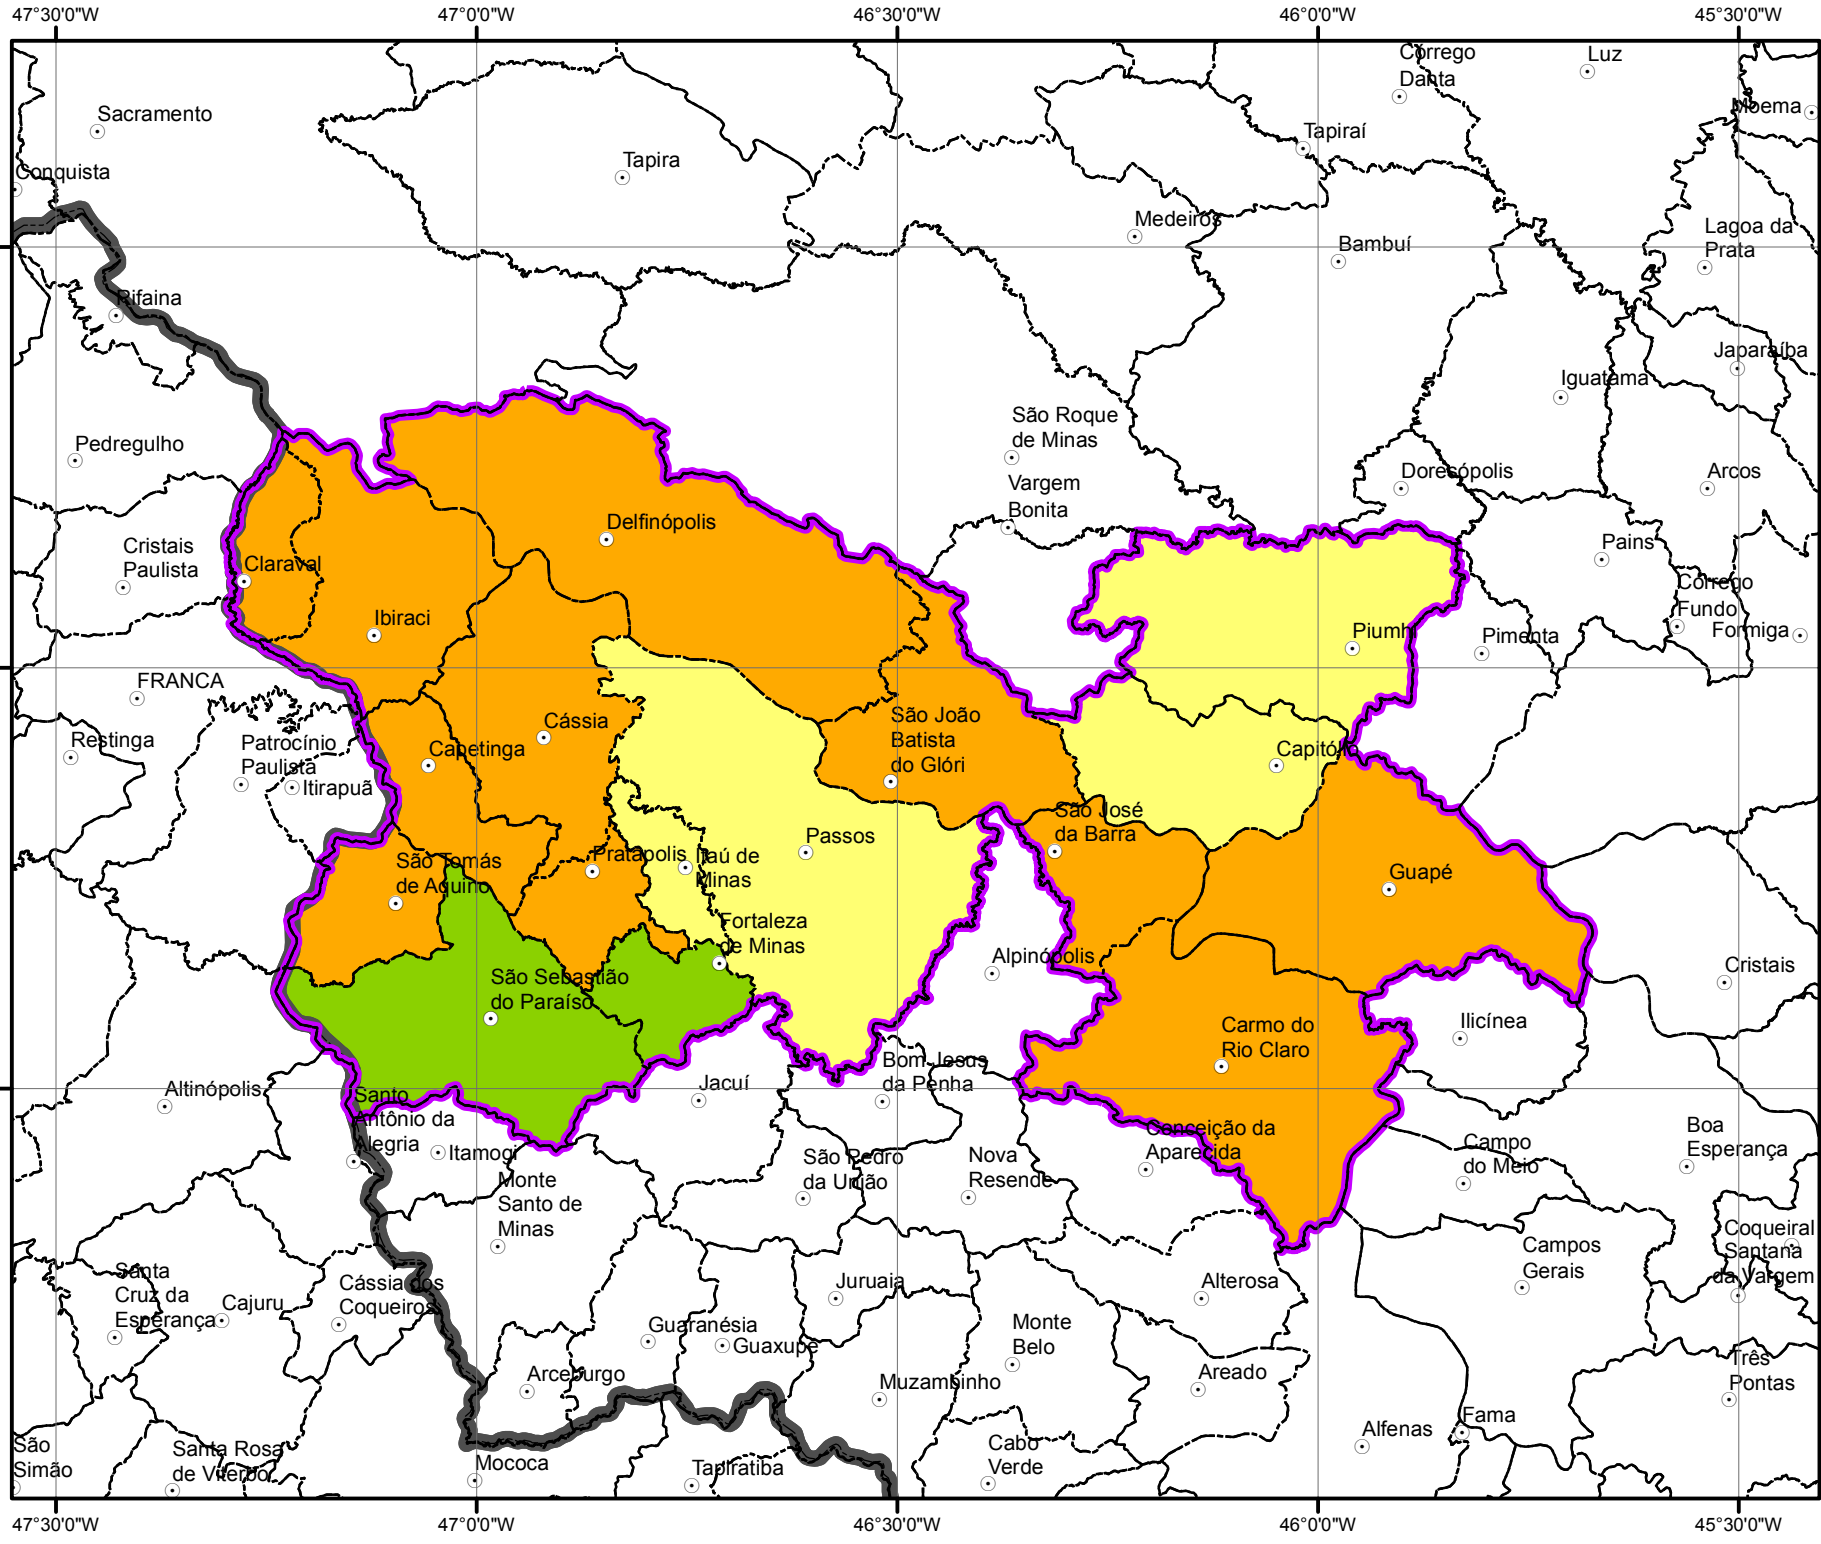 47°30'0"W
47°0'0"W
46°30'0"W
46°0'0"W
45°30'0"W
Córrego
Danta
Luz
Moema
Sacramento
Tapiraí
Tapira
Conquista
Medeiros
Bambuí
Lagoa da
Prata
Rifaina
Japaraíba
Iguatama
São Roque
de Minas
Pedregulho
Doresópolis
Arcos
Vargem
Bonita
Delfinópolis
Cristais
Paulista
Claraval
Pains
Córrego
Fundo
Ibiraci
Piumhi
Pimenta
Formiga
FRANCA
Cássia
São João
Batista
do Glóri
Restinga
Patrocínio
Paulista
Capetinga
Capitólio
Itirapuã
São José
da Barra
Passos
São Tomás
de Aquino
Pratápolis
Itaú de
Minas
Guapé
Fortaleza
de Minas
Alpinópolis
Cristais
São Sebastião
do Paraíso
Carmo do
Rio Claro
Ilicínea
Bom Jesus
da Penha
Altinópolis
Jacuí
Santo
Antônio da
Alegria
Itamogi
Conceição da
Aparecida
Boa
Esperança
Campo
do Meio
São Pedro
da União
Nova
Resende
Monte
Santo de
Minas
Coqueiral
Santana
da Vargem
Campos
Gerais
Santa
Cruz da
Esperança
Cajuru
Cássia dos
Coqueiros
Juruaia
Alterosa
Guaranésia
Guaxupé
Monte
Belo
Arceburgo
Muzambinho
Areado
Três
Pontas
Alfenas
Fama
São
Simão
Santa Rosa
de Viterbo
Mococa
Tapiratiba
Cabo
Verde
47°30'0"W
47°0'0"W
46°30'0"W
46°0'0"W
45°30'0"W